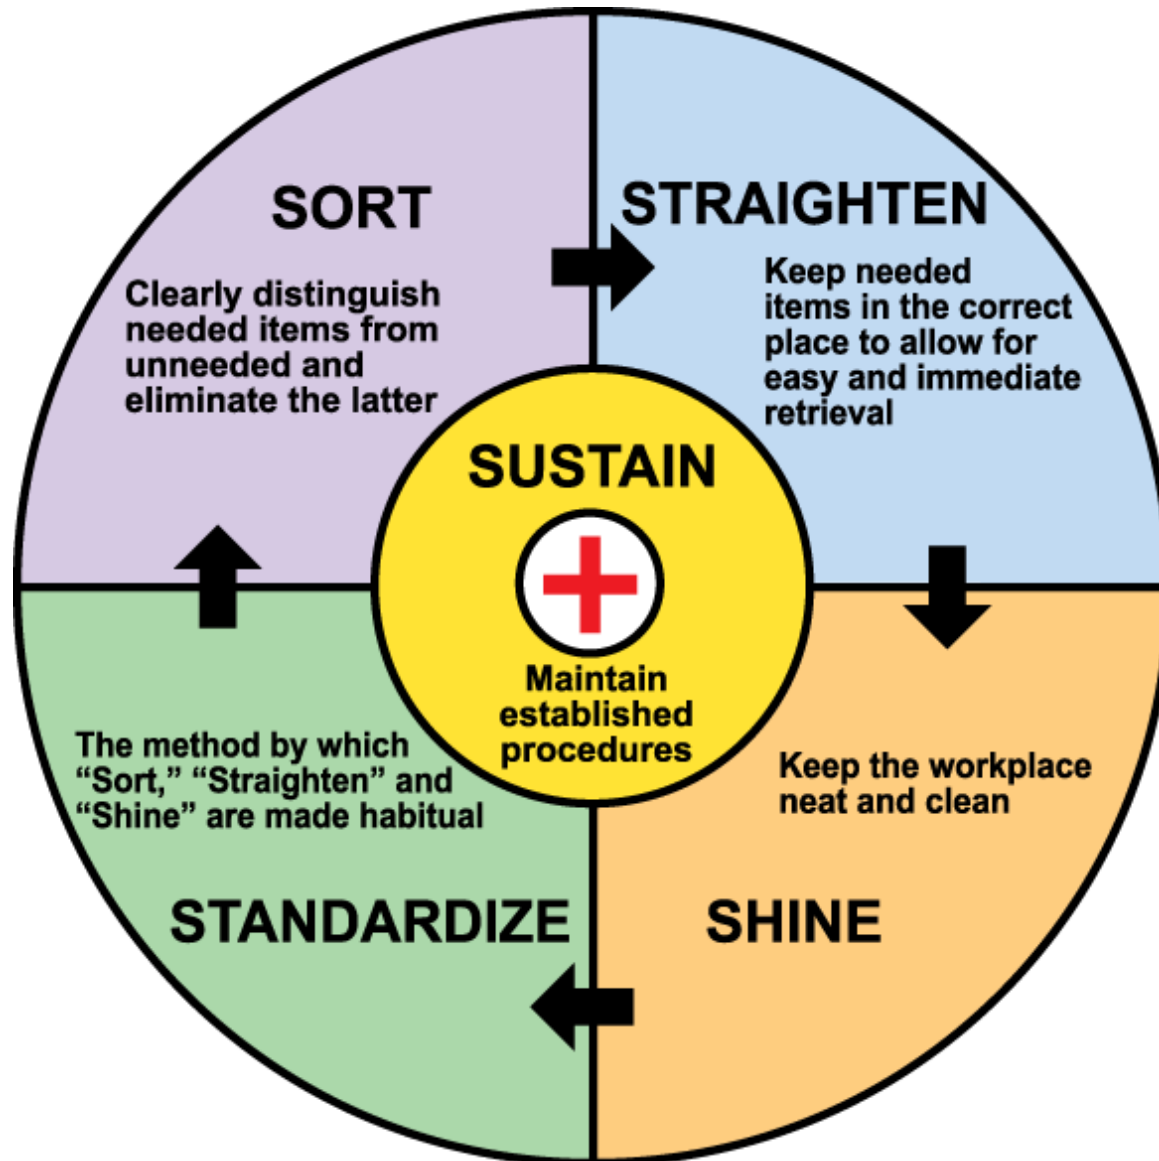 SORT
Clearly distinguish
needed items from
unneeded and
eliminate the latter
STRAIGHTEN
Keep needed
items in the correct
place to allow for
easy and immediate
retrieval
SUSTAIN
Maintain
established
procedures
The method by which
“Sort,” “Straighten” and
“Shine” are made habitual
STANDARDIZE
Keep the workplace
neat and clean
SHINE